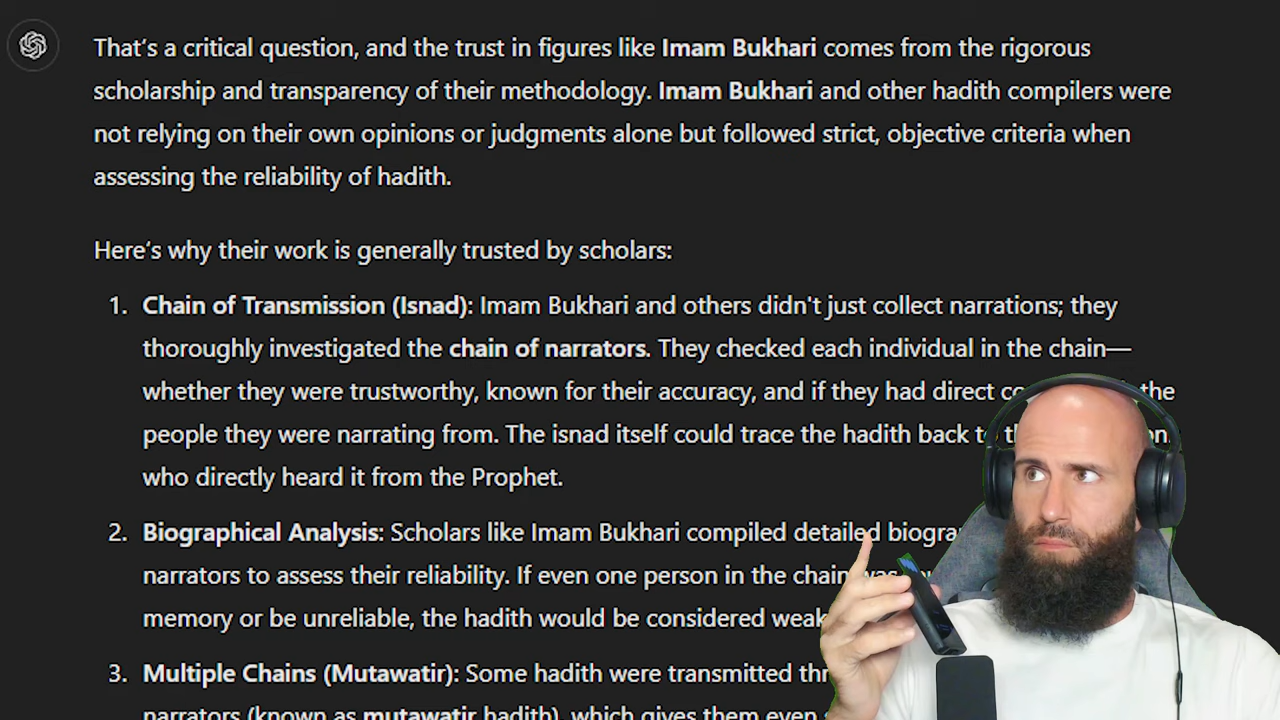 That's a critical question, and the trust in figures like Imam Bukhari comes from the rigorous
scholarship and transparency of their methodology. Imam Bukhari and other hadith compilers were
not relying on their own opinions or judgments alone but followed strict, objective criteria when
assessing the reliability of hadith.
Here's why their work is generally trusted by scholars:
1. Chain of Transmission (Isnad): Imam Bukhari and others didn't just collect narrations; they
thoroughly investigated the chain of narrators. They checked each individual in the chain—
whether they were trustworthy, known for their accuracy, and if they had direct the
people they were narrating from. The isnad itself could trace the hadith back
who directly heard it from the Prophet.
2. Biographical Analysis: Scholars like Imam Bukhari compiled detailed
narrators to assess their reliability. If even one person in the chain was
memory or be unreliable, the hadith would be considered weak
3. Multiple Chains (Mutawatir): Some hadith were transmitted
narrators (known as mutawatir hadith), which gives them even